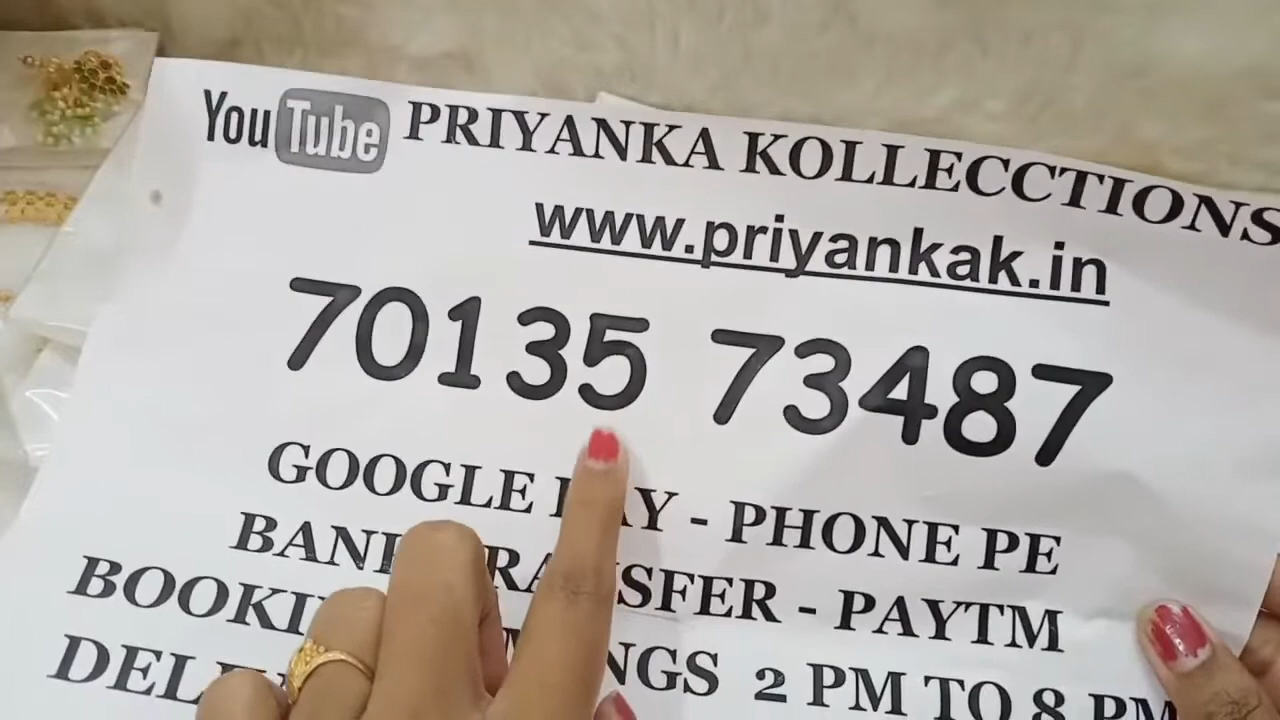 YouTube PRIYANKA KOLLECCTIONS
www.priyankak.in
70135 73487
GOOGLE PAY - PHONE PE
BANK TRANSFER - PAYTM
2 PM TO 8 PM